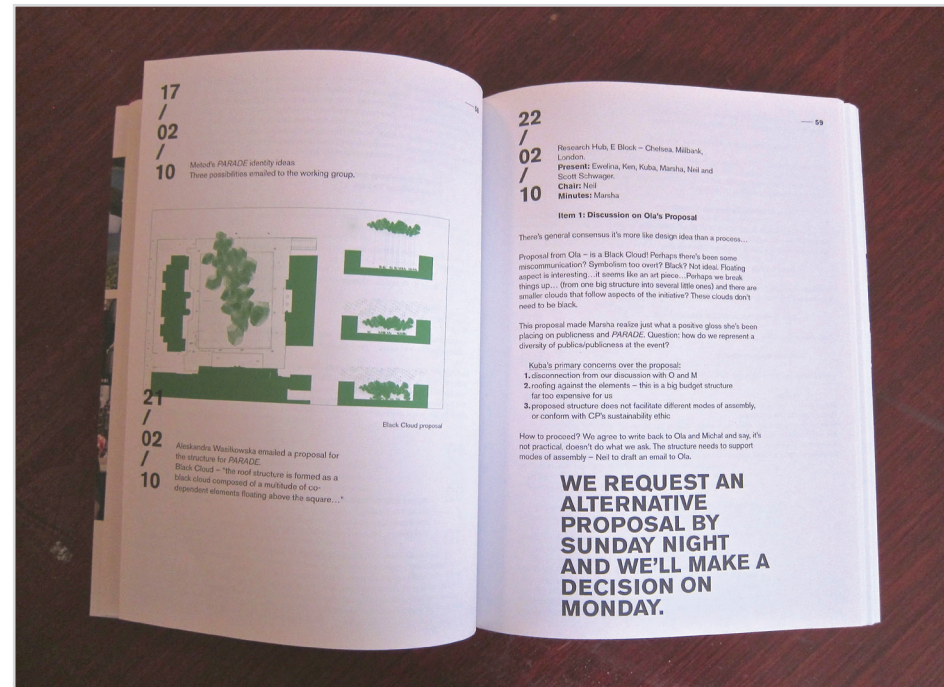 17
/
02
/
10
Meted's PARADE identity ideas
Three possibilities emailed to the working group.
Black Cloud proposal
21
/
02
/
10
Aleskandra Wasilkowska emailed a proposal for
the structure for PARADE.
Black Cloud – "the roof structure is formed as a
black cloud composed of a multitude of co-
dependent elements floating above the square..."
— 59
22
/
02
/
10
Research Hub, E Block – Chelsea, Millbank,
London.
Present: Ewelina, Ken, Kuba, Marsha, Neil and
Scott Schwager.
Chair: Neil
Minutes: Marsha
Item 1: Discussion on Ola's Proposal
There's general consensus it's more like design idea than a process...
Proposal from Ola – is a Black Cloud! Perhaps there's been some
miscommunication? Symbolism too overt? Black? Not ideal. Floating
aspect is interesting...it seems like an art piece...Perhaps we break
things up... (from one big structure into several little ones) and there are
smaller clouds that follow aspects of the initiative? These clouds don't
need to be black.
This proposal made Marsha realize just what a positive gloss she's been
placing on publicness and PARADE. Question: how do we represent a
diversity of publics/publicness at the event?
Kuba's primary concerns over the proposal:
1. disconnection from our discussion with O and M
2. roofing against the elements – this is a big budget structure
far too expensive for us
3. proposed structure does not facilitate different modes of assembly,
or conform with CP's sustainability ethic
How to proceed? We agree to write back to Ola and Michal and say, it's
not practical, doesn't do what we ask. The structure needs to support
modes of assembly – Neil to draft an email to Ola.
WE REQUEST AN
ALTERNATIVE
PROPOSAL BY
SUNDAY NIGHT
AND WE'LL MAKE A
DECISION ON
MONDAY.